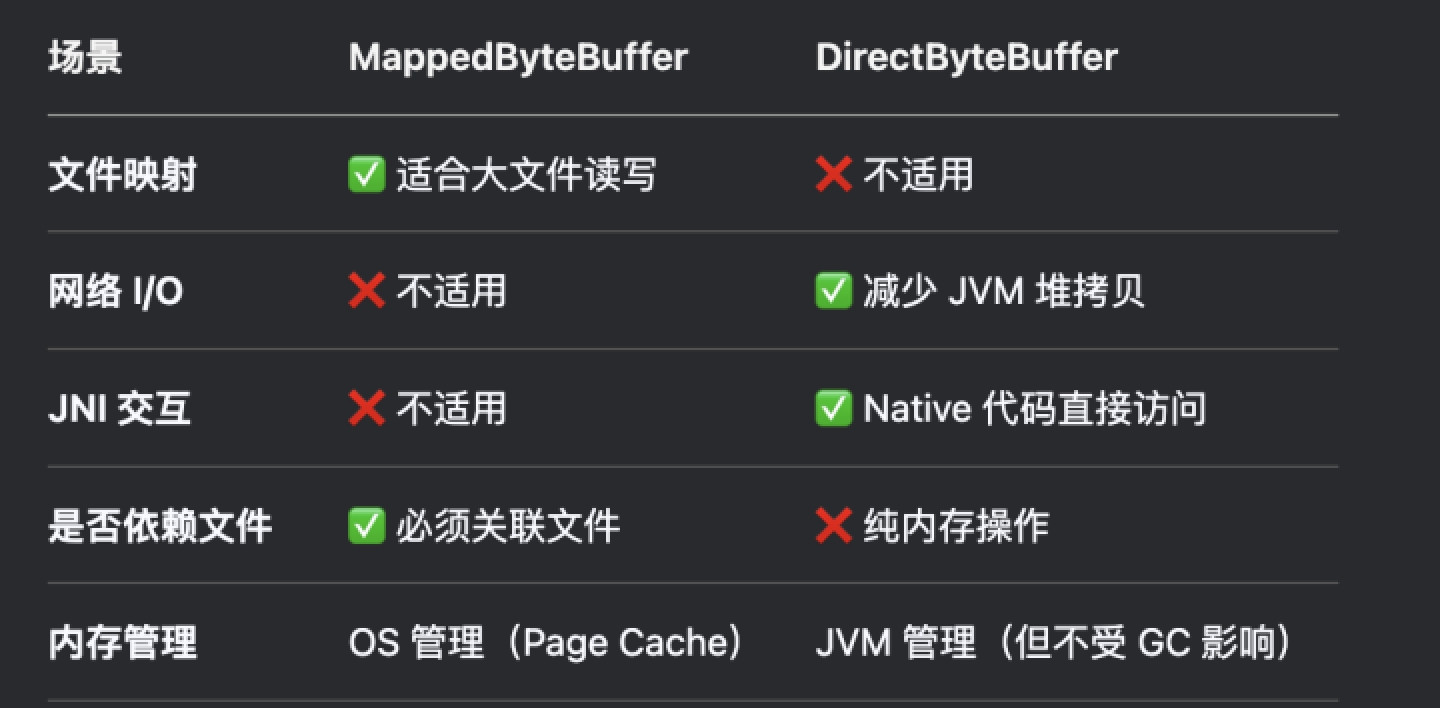 场景 MappedByteBuffer DirectByteBuffer
文件映射 ✅ 适合大文件读写 ❌ 不适用
网络 I/O ❌ 不适用 ✅ 减少 JVM 堆拷贝
JNI 交互 ❌ 不适用 ✅ Native 代码直接访问
是否依赖文件 ✅ 必须关联文件 ❌ 纯内存操作
内存管理 OS 管理（Page Cache） JVM 管理（但不受 GC 影响）